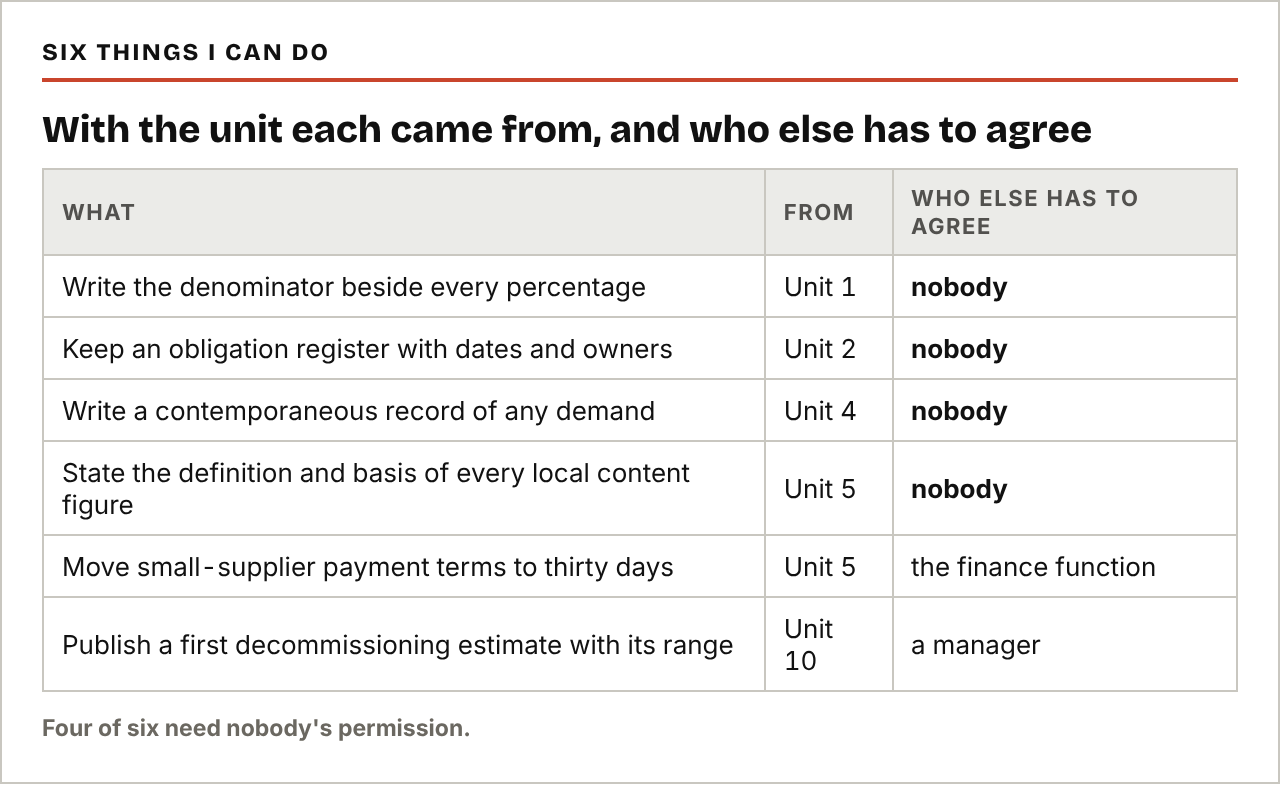 SIX THINGS I CAN DO
With the unit each came from, and who else has to agree
WHAT
FROM
WHO ELSE HAS TO
AGREE
Write the denominator beside every percentage
Unit 1
nobody
Keep an obligation register with dates and owners
Unit 2
nobody
Write a contemporaneous record of any demand
Unit 4
nobody
State the definition and basis of every local content
figure
Unit 5
nobody
Move small-supplier payment terms to thirty days
Unit 5
the finance function
Publish a first decommissioning estimate with its range
Unit
10
a manager
Four of six need nobody's permission.